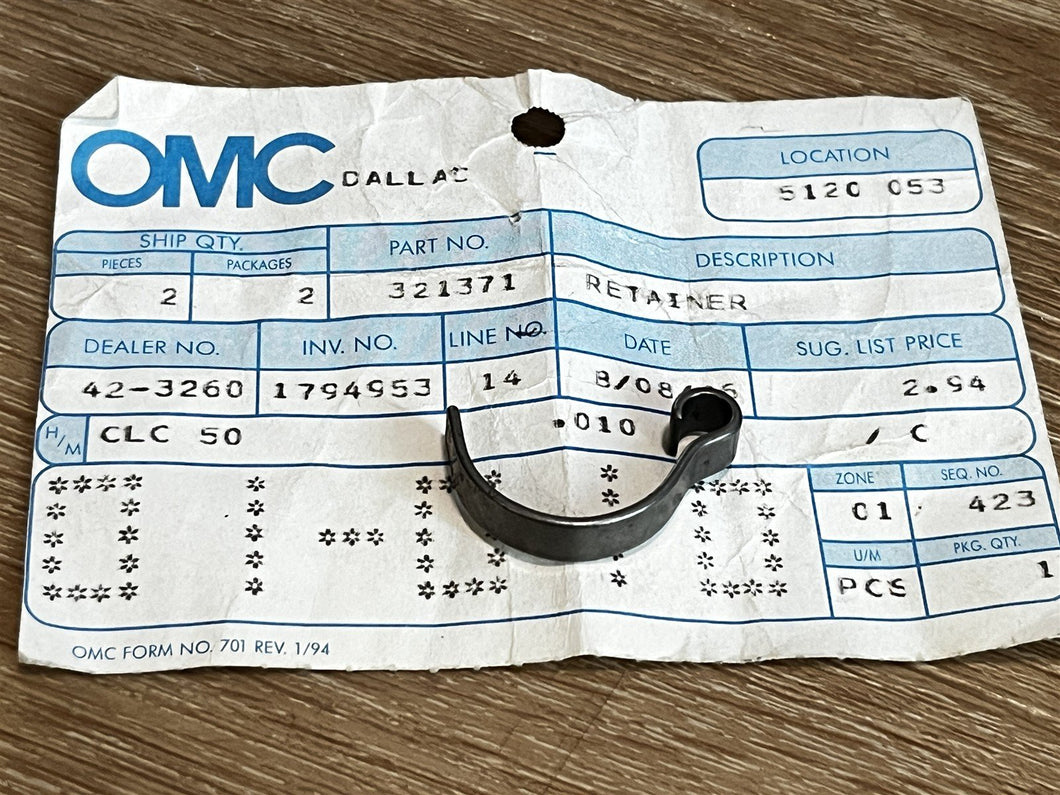 OMC DALLAS
LOCATION
5120 053
SHIP QTY. PART NO. DESCRIPTION
PIECES PACKAGES
2 2 321371 RETAINER
DEALER NO. INV. NO. LINE NO. DATE SUG. LIST PRICE
42-3260 1794953 14 8/08/ 2.94
H/M CLC 50 .010 / C
ZONE SEQ. NO.
01 423
U/M PKG. QTY.
PCS 1
OMC FORM NO. 701 REV. 1/94